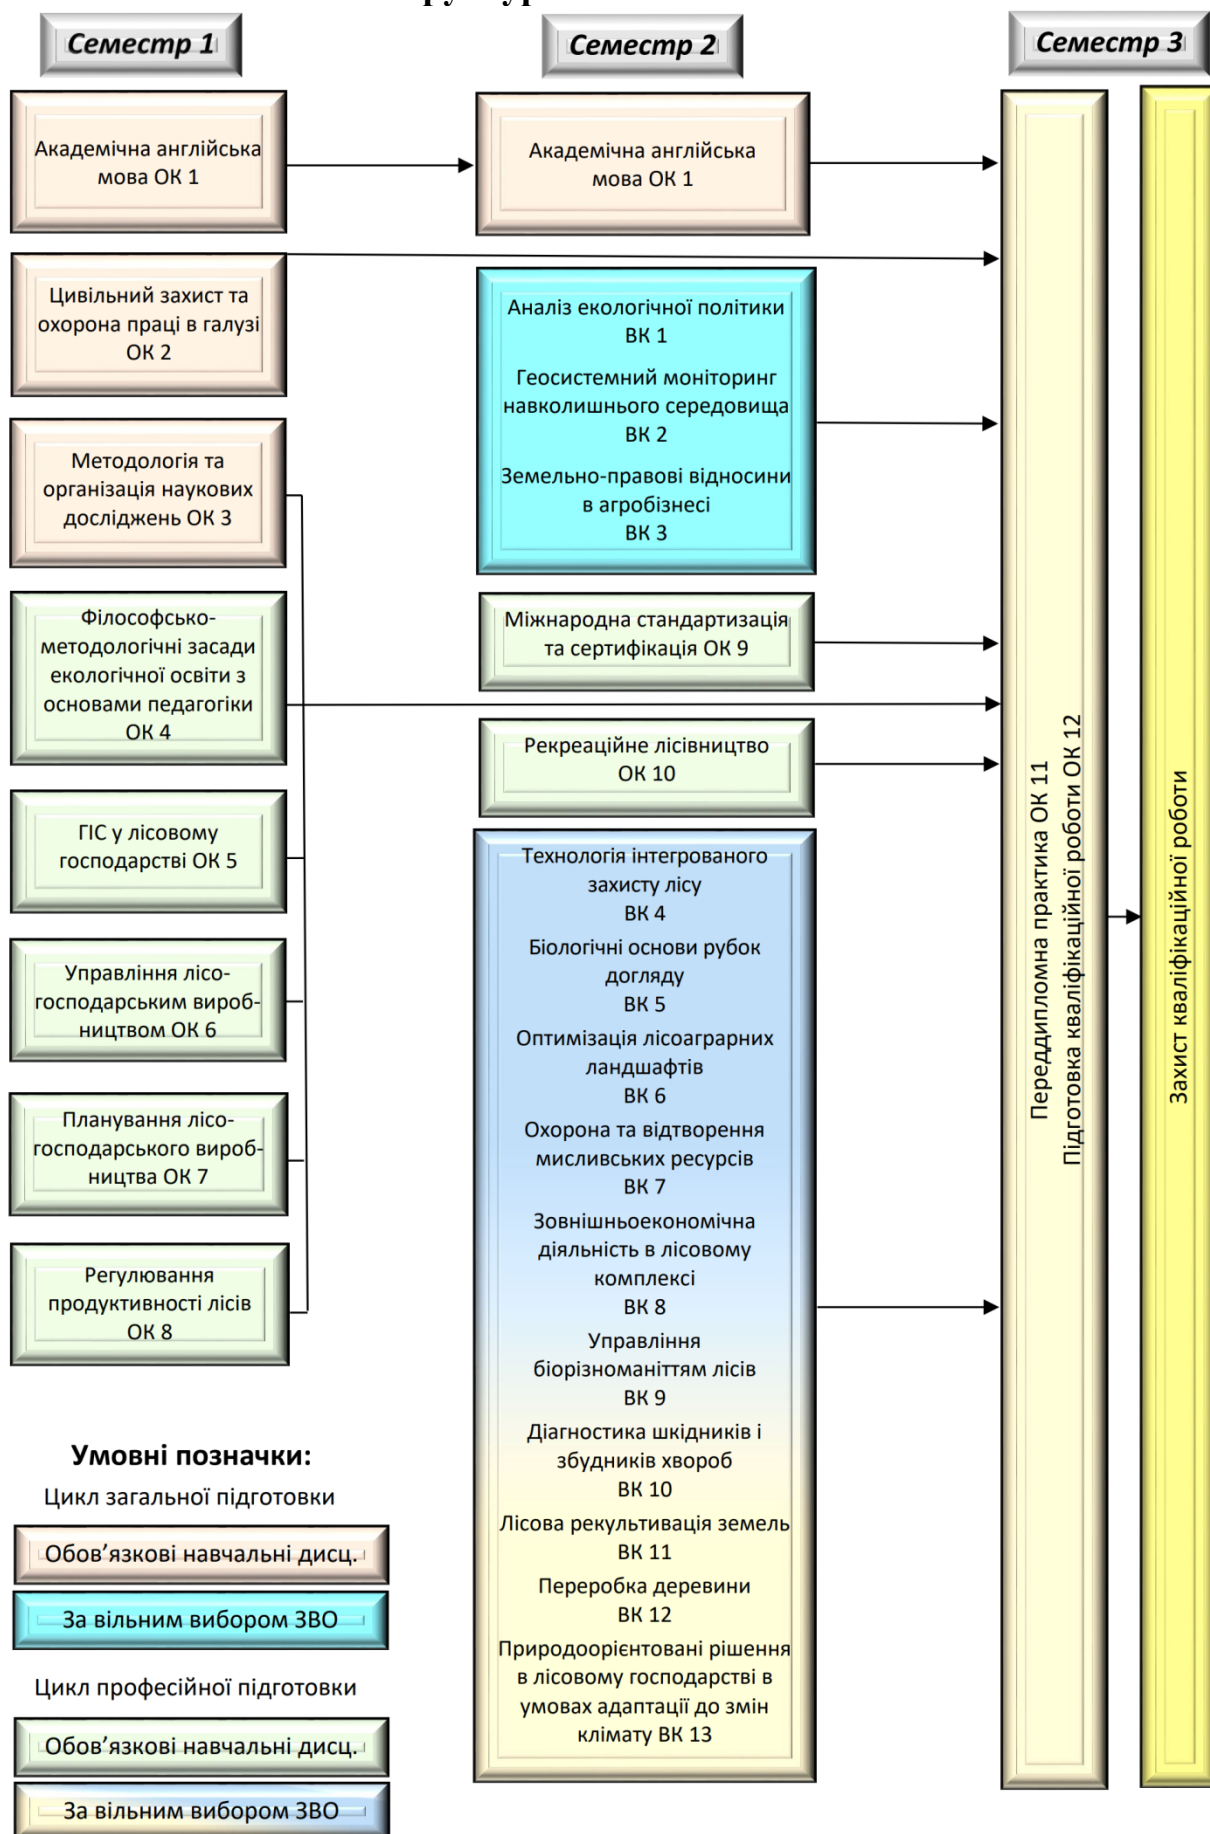 Семестр 1
Семестр 2
Семестр 3
Академічна англійська
мова ОК 1
Цивільний захист та
охорона праці в галузі
ОК 2
Методологія та
організація наукових
досліджень ОК 3
Філософсько-
методологічні засади
екологічної освіти з
основами педагогіки
ОК 4
ГІС у лісовому
господарстві ОК 5
Управління лісо-
господарським вироб-
ництвом ОК 6
Планування лісо-
господарського вироб-
ництва ОК 7
Регулювання
продуктивності лісів
ОК 8
Академічна англійська
мова ОК 1
Аналіз екологічної політики
ВК 1
Геосистемний моніторинг
навколишнього середовища
ВК 2
Земельно-правові відносини
в агробізнесі
ВК 3
Міжнародна стандартизація
та сертифікація ОК 9
Рекреаційне лісівництво
ОК 10
Технологія інтегрованого
захисту лісу
ВК 4
Біологічні основи рубок
догляду
ВК 5
Оптимізація лісоаграрних
ландшафтів
ВК 6
Охорона та відтворення
мисливських ресурсів
ВК 7
Зовнішньоекономічна
діяльність в лісовому
комплексі
ВК 8
Управління
біорізноманіттям лісів
ВК 9
Діагностика шкідників і
збудників хвороб
ВК 10
Лісова рекультивація земель
ВК 11
Переробка деревини
ВК 12
Природоорієнтовані рішення
в лісовому господарстві в
умовах адаптації до змін
клімату ВК 13
Переддипломна практика ОК 11
Підготовка кваліфікаційної роботи ОК 12
Захист кваліфікаційної роботи
Умовні позначки:
Цикл загальної підготовки
Обов’язкові навчальні дисц.
За вільним вибором ЗВО
Цикл професійної підготовки
Обов’язкові навчальні дисц.
За вільним вибором ЗВО